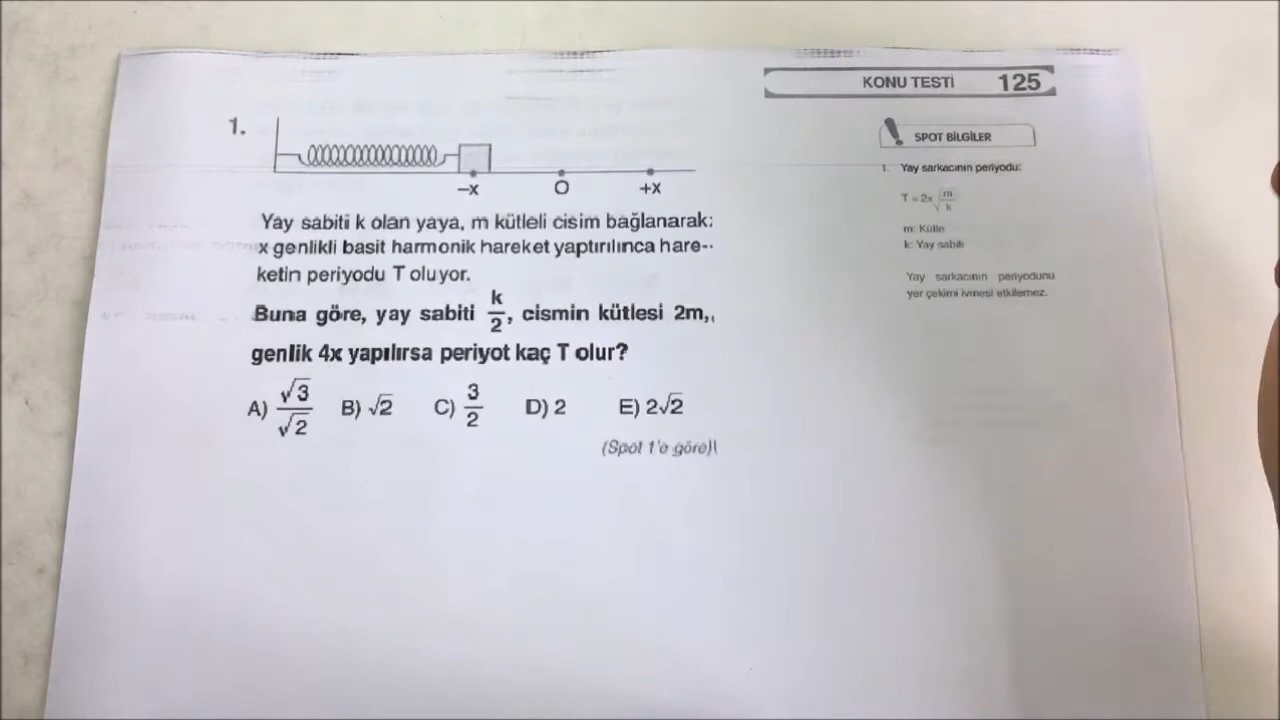 KONU TESTİ 125
1.
-x O +x
Yay sabiti k olan yaya, m kütleli cisim bağlanarak
x genlikli basit harmonik hareket yaptırılınca hare-
ketin periyodu T oluyor.
Buna göre, yay sabiti k/2, cismin kütlesi 2m,
genlik 4x yapılırsa periyot kaç T olur?
A) √3/√2 B) √2 C) 3/2 D) 2 E) 2√2
(Spot 1'e göre)
! SPOT BİLGİLER
1. Yay sarkacının periyodu:
T = 2π √m/k
m: Kütle
k: Yay sabiti
Yay sarkacının periyodunu
yer çekimi ivmesi etkilemez.